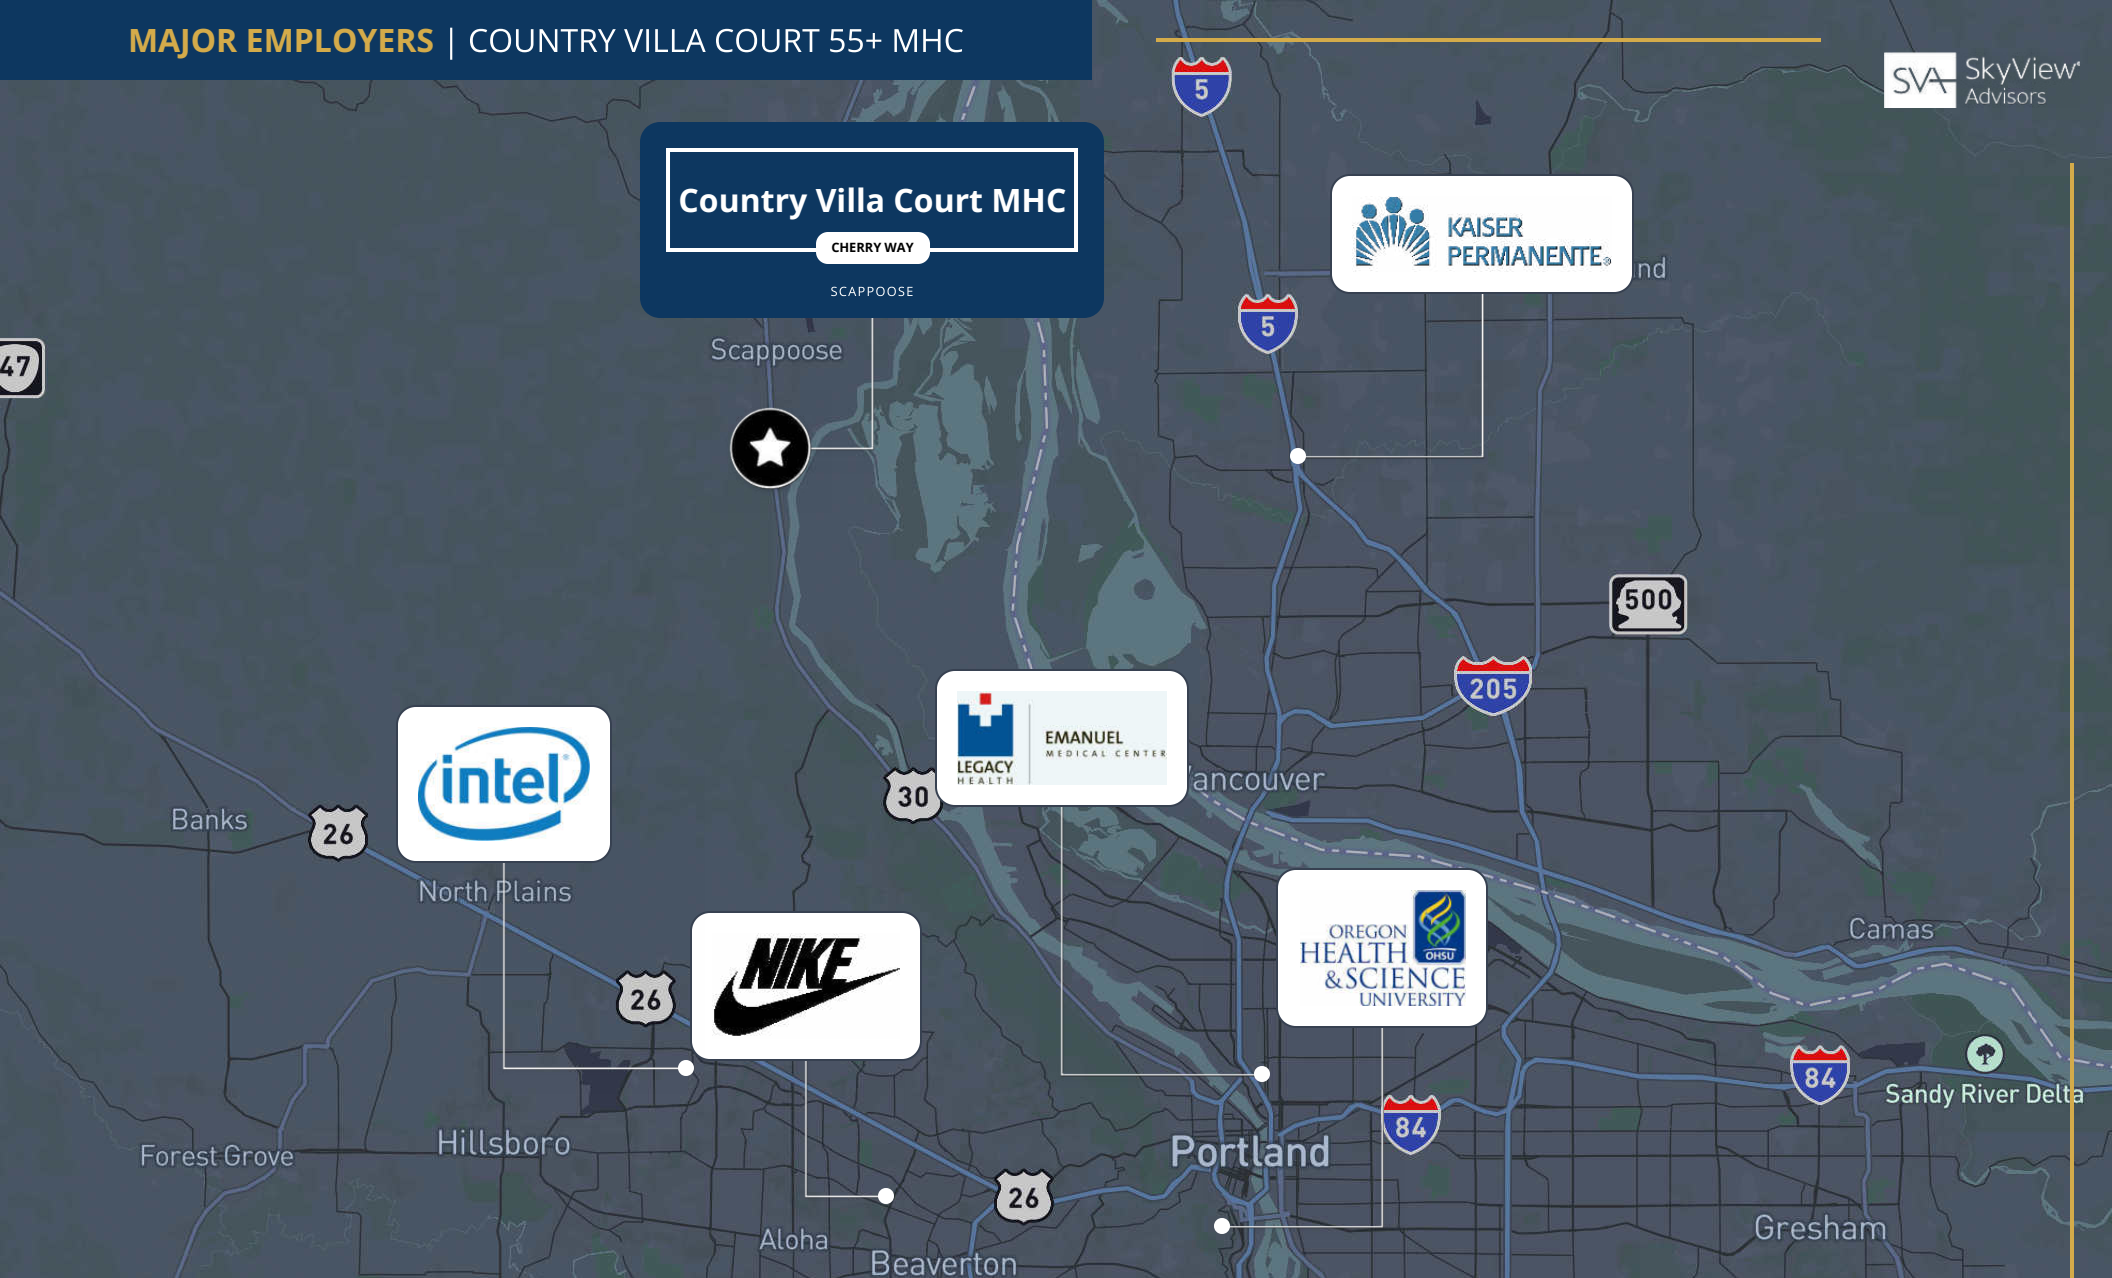 MAJOR EMPLOYERS | COUNTRY VILLA COURT 55+ MHC
SVA SkyView
Advisors
5
Country Villa Court MHC
CHERRY WAY
SCAPPOOSE
KAISER
PERMANENTE®
nd
5
Scappoose
47
500
205
intel
LEGACY
HEALTH
EMANUEL
MEDICAL CENTER
ancouver
30
Banks
26
North Plains
NIKE
26
OREGON
HEALTH
&SCIENCE
UNIVERSITY
OHSU
Camas
84
Sandy River Delta
84
Hillsboro
Forest Grove
Portland
26
Aloha
Beaverton
Gresham